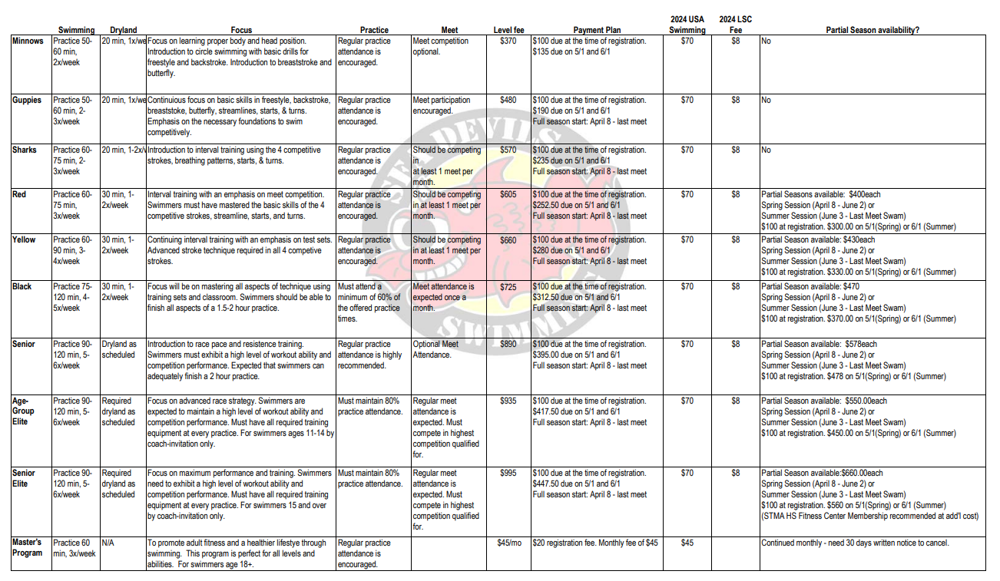 2024 USA 2024 LSC
Swimming Dryland Focus Practice Meet Level fee Payment Plan Swimming Fee Partial Season availability?
Minnows
Practice 50-
60 min,
2x/week
20 min, 1x/we
Focus on learning proper body and head position.
Introduction to circle swimming with basic drills for
freestyle and backstroke. Introduction to breaststroke and
butterfly.
Regular practice
attendance is
encouraged.
Meet competition
optional.
$370
$100 due at the time of registration.
$135 due on 5/1 and 6/1
$70
$8
No
Guppies
Practice 50-
60 min, 2-
3x/week
20 min, 1x/we
Continuious focus on basic skills in freestyle, backstroke,
breaststoke, butterfly, streamlines, starts, & turns.
Emphasis on the necessary foundations to swim
competitively.
Regular practice
attendance is
encouraged.
Meet participation
encouraged.
$480
$100 due at the time of registration.
$190 due on 5/1 and 6/1
Full season start: April 8 - last meet
$70
$8
No
Sharks
Practice 60-
75 min, 2-
3x/week
20 min, 1-2x/v
Introduction to interval training using the 4 competitive
strokes, breathing patterns, starts, & turns.
Regular practice
attendance is
encouraged.
Should be competing
in
at least 1 meet per
month.
$570
$100 due at the time of registration.
$235 due on 5/1 and 6/1
Full season start: April 8 - last meet
$70
$8
No
Red
Practice 60-
75 min,
3x/week
30 min, 1-
2x/week
Interval training with an emphasis on meet competition.
Swimmers must have mastered the basic skills of the 4
competitive strokes, streamline, starts, and turns.
Regular practice
attendance is
encouraged.
Should be competing
in at least 1 meet per
month.
$605
$100 due at the time of registration.
$252.50 due on 5/1 and 6/1
Full season start: April 8 - last meet
$70
$8
Partial Seasons available: $400each
Spring Session (April 8 - June 2) or
Summer Session (June 3 - Last Meet Swam)
$100 at registration. $300.00 on 5/1(Spring) or 6/1 (Summer)
Yellow
Practice 60-
90 min, 3-
4x/week
30 min, 1-
2x/week
Continuing interval training with an emphasis on test sets.
Advanced stroke technique required in all 4 competive
strokes.
Regular practice
attendance is
encouraged.
Should be competing
in at least 1 meet per
month.
$660
$100 due at the time of registration.
$280 due on 5/1 and 6/1
Full season start: April 8 - last meet
$70
$8
Partial Seasons available: $430each
Spring Session (April 8 - June 2) or
Summer Session (June 3 - Last Meet Swam)
$100 at registration. $330.00 on 5/1(Spring) or 6/1 (Summer)
Black
Practice 75-
120 min, 4-
5x/week
30 min, 1-
2x/week
Focus will be on mastering all aspects of technique using
training sets and classroom. Swimmers should be able to
finish all aspects of a 1.5-2 hour practice.
Must attend a
minimum of 60% of
the offered practice
times.
Meet attendance is
expected once a
month.
$725
$100 due at the time of registration.
$312.50 due on 5/1 and 6/1
Full season start: April 8 - last meet
$70
$8
Partial Seasons available: $470
Spring Session (April 8 - June 2) or
Summer Session (June 3 - Last Meet Swam)
$100 at registration. $370.00 on 5/1(Spring) or 6/1 (Summer)
Senior
Practice 90-
120 min, 5-
6x/week
Dryland as
scheduled
Introduction to race pace and resistence training.
Swimmers must exhibit a high level of workout ability and
competition performance. Expected that swimmers can
adequately finish a 2 hour practice.
Regular practice
attendance is highly
recommended.
Optional Meet
Attendance.
$890
$100 due at the time of registration.
$395.00 due on 5/1 and 6/1
Full season start: April 8 - last meet
$70
$8
Partial Season available: $578each
Spring Session (April 8 - June 2) or
Summer Session (June 3 - Last Meet Swam)
$100 at registration. $478 on 5/1(Spring) or 6/1 (Summer)
Age-
Group
Elite
Practice 90-
120 min, 5-
6x/week
Required
dryland as
scheduled
Focus on advanced race strategy. Swimmers are
expected to maintain a high level of workout ability and
competition performance. Must have all required training
equipment at every practice. For swimmers ages 11-14 by
coach-invitation only.
Must maintain 80%
practice attendance.
Regular meet
attendance is
expected. Must
compete in highest
competition qualified
for.
$935
$100 due at the time of registration.
$417.50 due on 5/1 and 6/1
Full season start: April 8 - last meet
$70
$8
Partial Season available: $550.00each
Spring Session (April 8 - June 2) or
Summer Session (June 3 - Last Meet Swam)
$100 at registration. $450.00 on 5/1(Spring) or 6/1 (Summer)
Senior
Elite
Practice 90-
120 min, 5-
6x/week
Required
dryland as
scheduled
Focus on maximum performance and training. Swimmers
need to exhibit a high level of workout ability and
competition performance. Must have all required training
equipment at every practice. For swimmers 15 and over
by coach-invitation only.
Must maintain 80%
practice attendance.
Regular meet
attendance is
expected. Must
compete in highest
competition qualified
for.
$995
$100 due at the time of registration.
$447.50 due on 5/1 and 6/1
Full season start: April 8 - last meet
$70
$8
Partial Season available:$660.00each
Spring Session (April 8 - June 2) or
Summer Session (June 3 - Last Meet Swam)
$100 at registration. $560 on 5/1(Spring) or 6/1 (Summer)
(STMA HS Fitness Center Membership recommended at add'l cost)
Master's
Program
Practice 60
min, 3x/week
N/A
To promote adult fitness and a healthier lifestye through
swimming. This program is perfect for all levels and
abilities. For swimmers age 18+.
Regular practice
attendance is
encouraged.
$45/mo
$20 registration fee. Monthly fee of $45
$45
Continued monthly - need 30 days written notice to cancel.
SEA DEVILS
SWIMMING